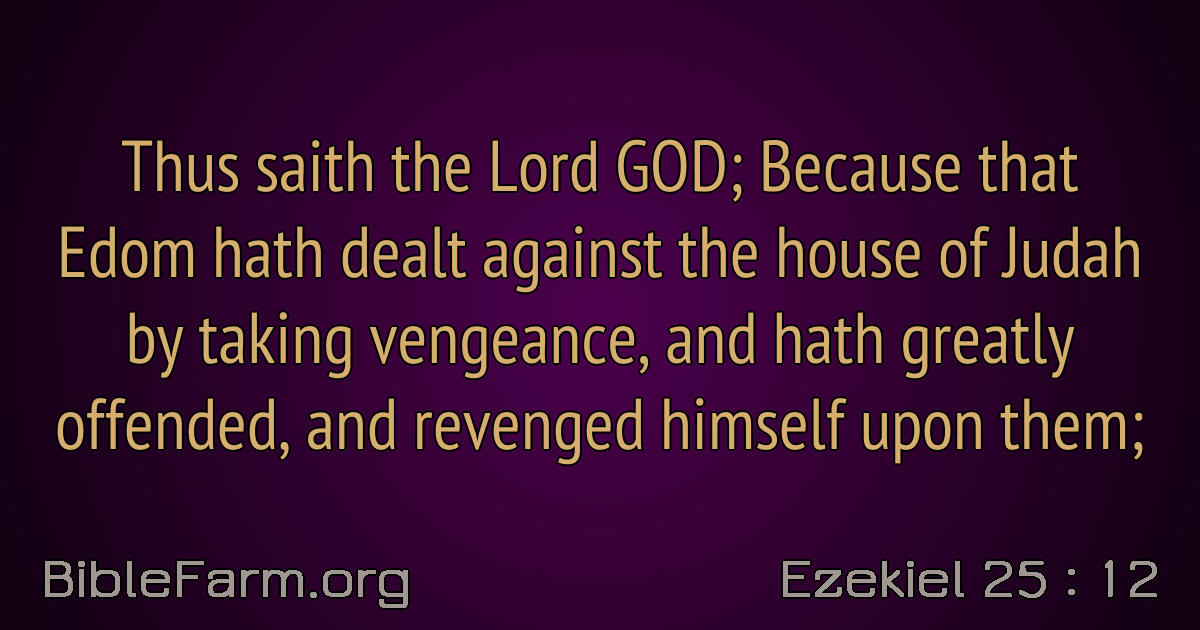 Thus saith the Lord GOD; Because that
Edom hath dealt against the house of Judah
by taking vengeance, and hath greatly
offended, and revenged himself upon them;
BibleFarm.org
Ezekiel 25 : 12